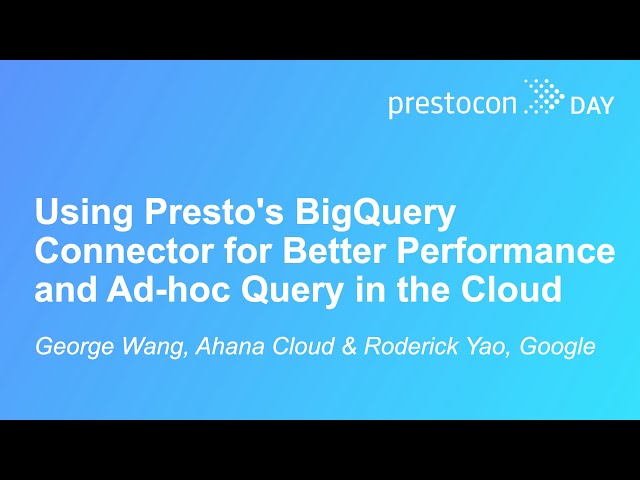 prestocon DAY
Using Presto's BigQuery
Connector for Better Performance
and Ad-hoc Query in the Cloud
George Wang, Ahana Cloud & Roderick Yao, Google